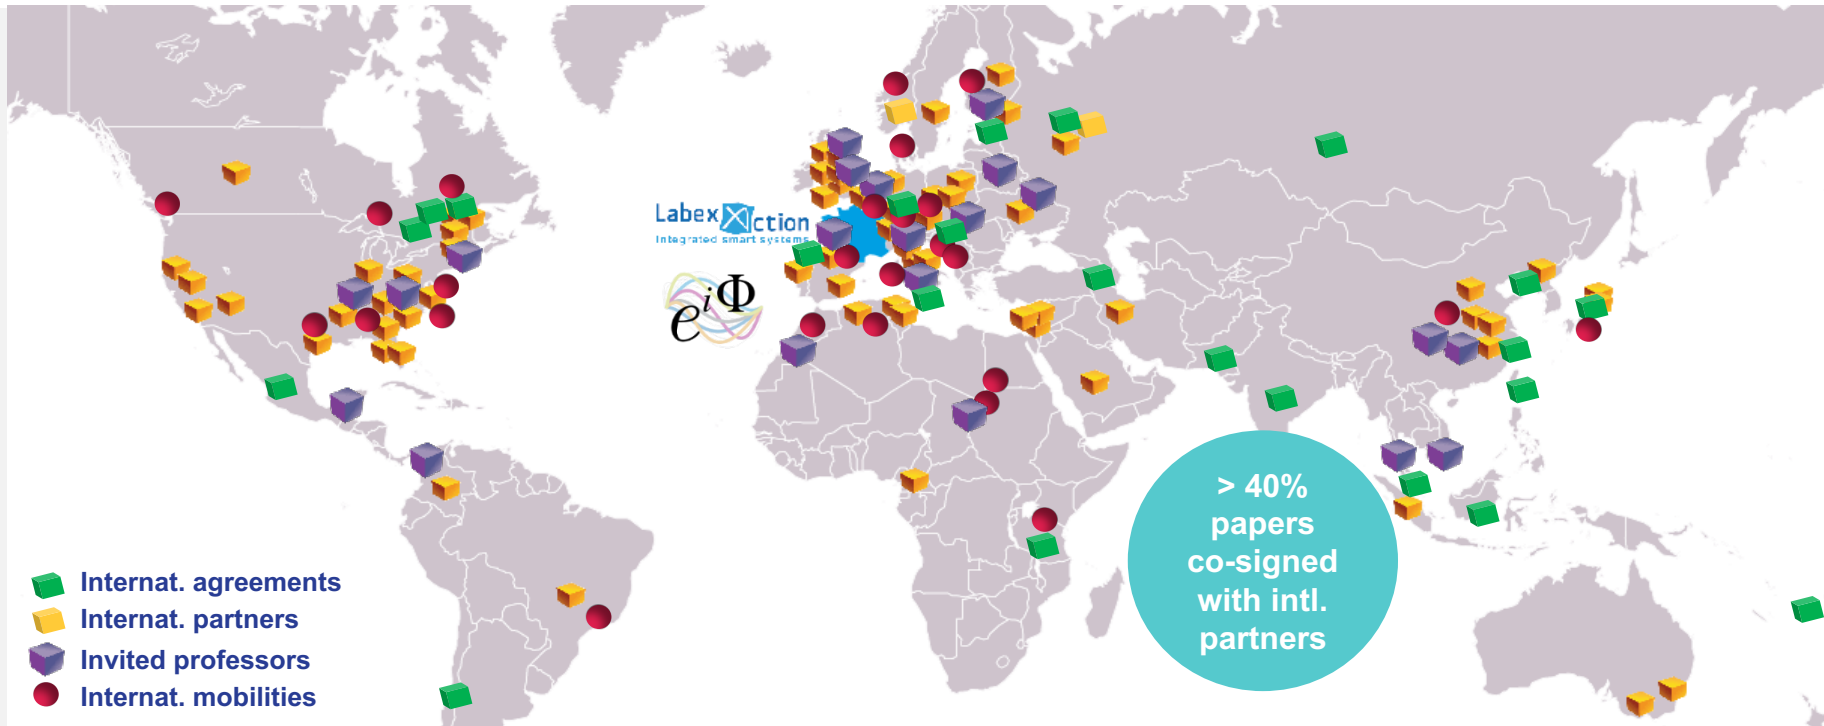 Labex Action
Integrated smart systems
e^iΦ
> 40%
papers
co-signed
with intl.
partners
Internat. agreements
Internat. partners
Invited professors
Internat. mobilities